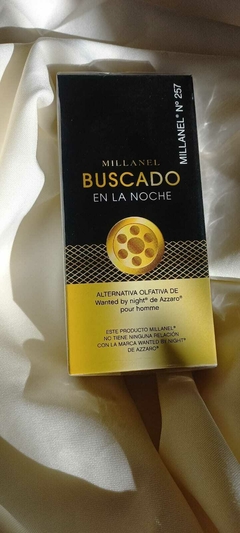 MILLANEL® Nº 257
MILLANEL
BUSCADO
EN LA NOCHE
ALTERNATIVA OLFATIVA DE
Wanted by night® de Azzaro®
pour homme
ESTE PRODUCTO MILLANEL®
NO TIENE NINGUNA RELACIÓN
CON LA MARCA WANTED BY NIGHT®
DE AZZARO®